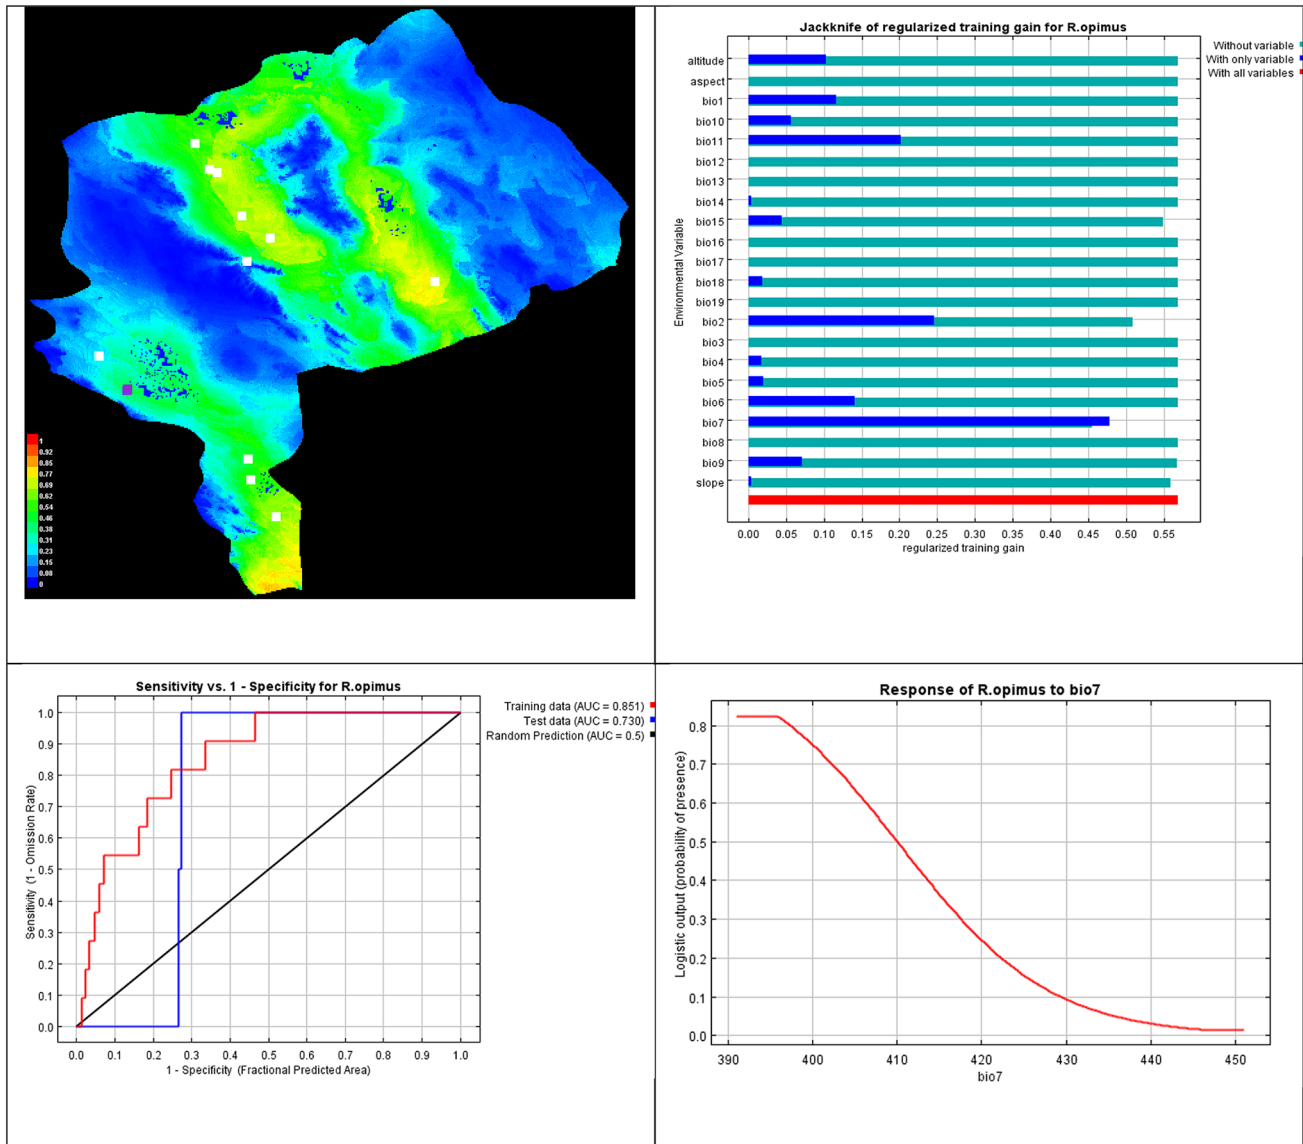 1
0.92
0.85
0.77
0.69
0.62
0.54
0.46
0.38
0.31
0.23
0.15
0.08
0
Jackknife of regularized training gain for R.opimus
Without variable
With only variable
With all variables
Environmental Variable
altitude
aspect
bio1
bio10
bio11
bio12
bio13
bio14
bio15
bio16
bio17
bio18
bio19
bio2
bio3
bio4
bio5
bio6
bio7
bio8
bio9
slope
0.00 0.05 0.10 0.15 0.20 0.25 0.30 0.35 0.40 0.45 0.50 0.55
regularized training gain
Sensitivity vs. 1 - Specificity for R.opimus
Training data (AUC = 0.851)
Test data (AUC = 0.730)
Random Prediction (AUC = 0.5)
Sensitivity (1 - Omission Rate)
1.0
0.9
0.8
0.7
0.6
0.5
0.4
0.3
0.2
0.1
0.0
0.0 0.1 0.2 0.3 0.4 0.5 0.6 0.7 0.8 0.9 1.0
1 - Specificity (Fractional Predicted Area)
Response of R.opimus to bio7
Logistic output (probability of presence)
0.8
0.7
0.6
0.5
0.4
0.3
0.2
0.1
0.0
390 400 410 420 430 440 450
bio7